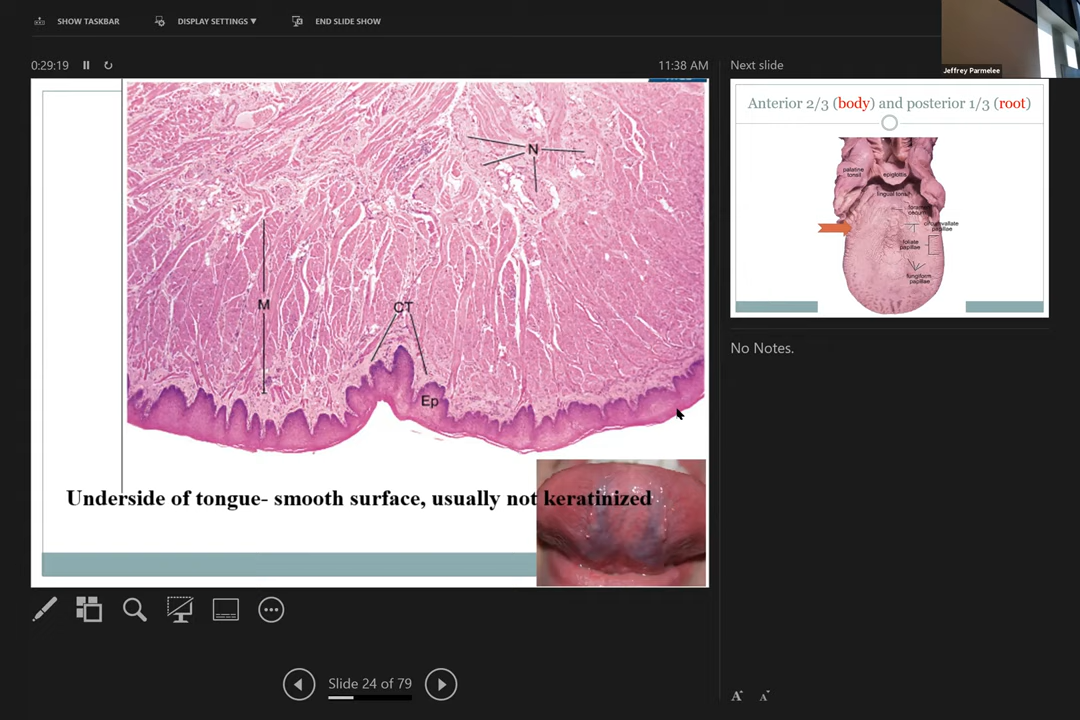 SHOW TASKBAR
DISPLAY SETTINGS ▼
END SLIDE SHOW
Jeffrey Parmelee
0:29:19
11:38 AM
N
M
CT
Ep
Underside of tongue- smooth surface, usually not keratinized
Next slide
Anterior 2/3 (body) and posterior 1/3 (root)
palatine
tonsil
epiglottis
lingual tonsil
papillae
foliate
papillae
fungiform
papillae
No Notes.
Slide 24 of 79
A
A